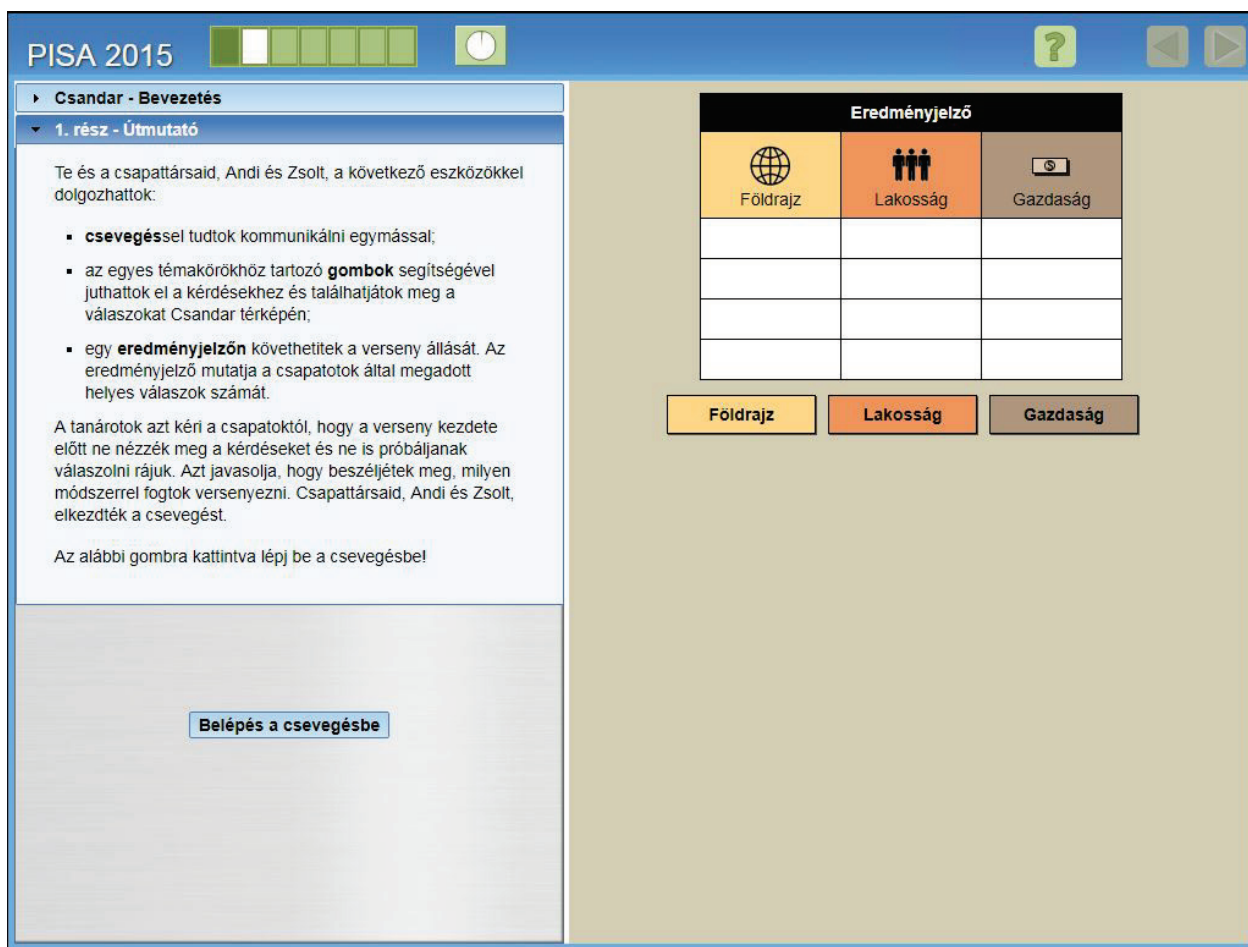 PISA 2015
?
Csandar - Bevezetés
1. rész - Útmutató
Te és a csapattársaid, Andi és Zsolt, a következő eszközökkel
dolgozhattok:
▪ csevegéssel tudtok kommunikálni egymással;
▪ az egyes témakörökhöz tartozó gombok segítségével
juthattok el a kérdésekhez és találhatjátok meg a
válaszokat Csandar térképén;
▪ egy eredményjelzőn követhetitek a verseny állását. Az
eredményjelző mutatja a csapatotok által megadott
helyes válaszok számát.
A tanárotok azt kéri a csapatoktól, hogy a verseny kezdete
előtt ne nézzék meg a kérdéseket és ne is próbáljanak
válaszolni rájuk. Azt javasolja, hogy beszéljétek meg, milyen
módszerrel fogtok versenyezni. Csapattársaid, Andi és Zsolt,
elkezdték a csevegést.
Az alábbi gombra kattintva lépj be a csevegésbe!
Belépés a csevegésbe
Eredményjelző
Földrajz Lakosság Gazdaság
Földrajz Lakosság Gazdaság